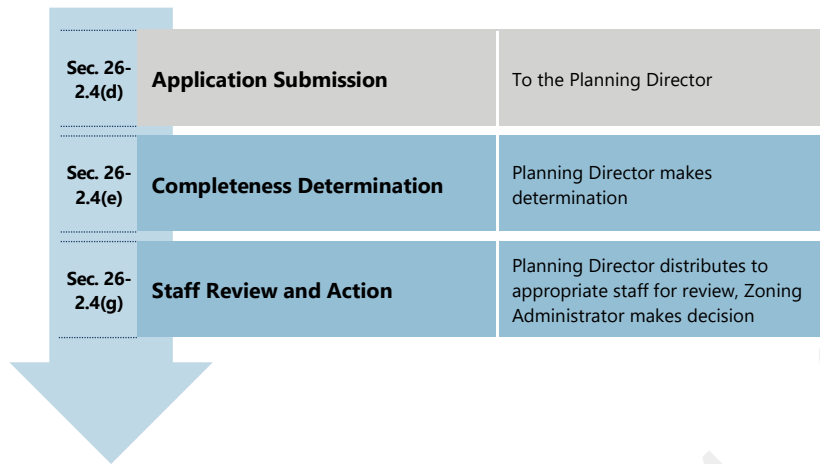 Sec. 26-
2.4(d)
Application Submission
To the Planning Director
Sec. 26-
2.4(e)
Completeness Determination
Planning Director makes
determination
Sec. 26-
2.4(g)
Staff Review and Action
Planning Director distributes to
appropriate staff for review, Zoning
Administrator makes decision